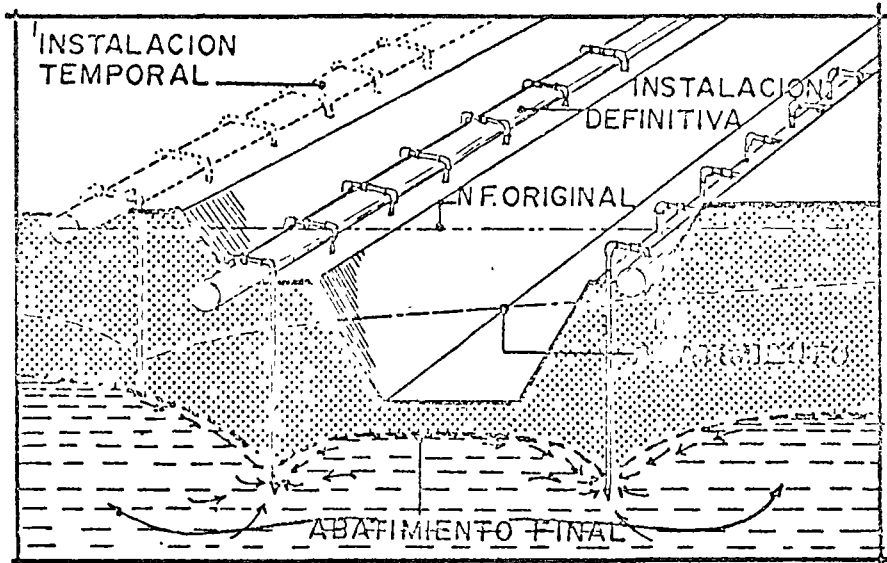 INSTALACION
TEMPORAL
INSTALACION
DEFINITIVA
N F. ORIGINAL
ABATIMIENTO FINAL